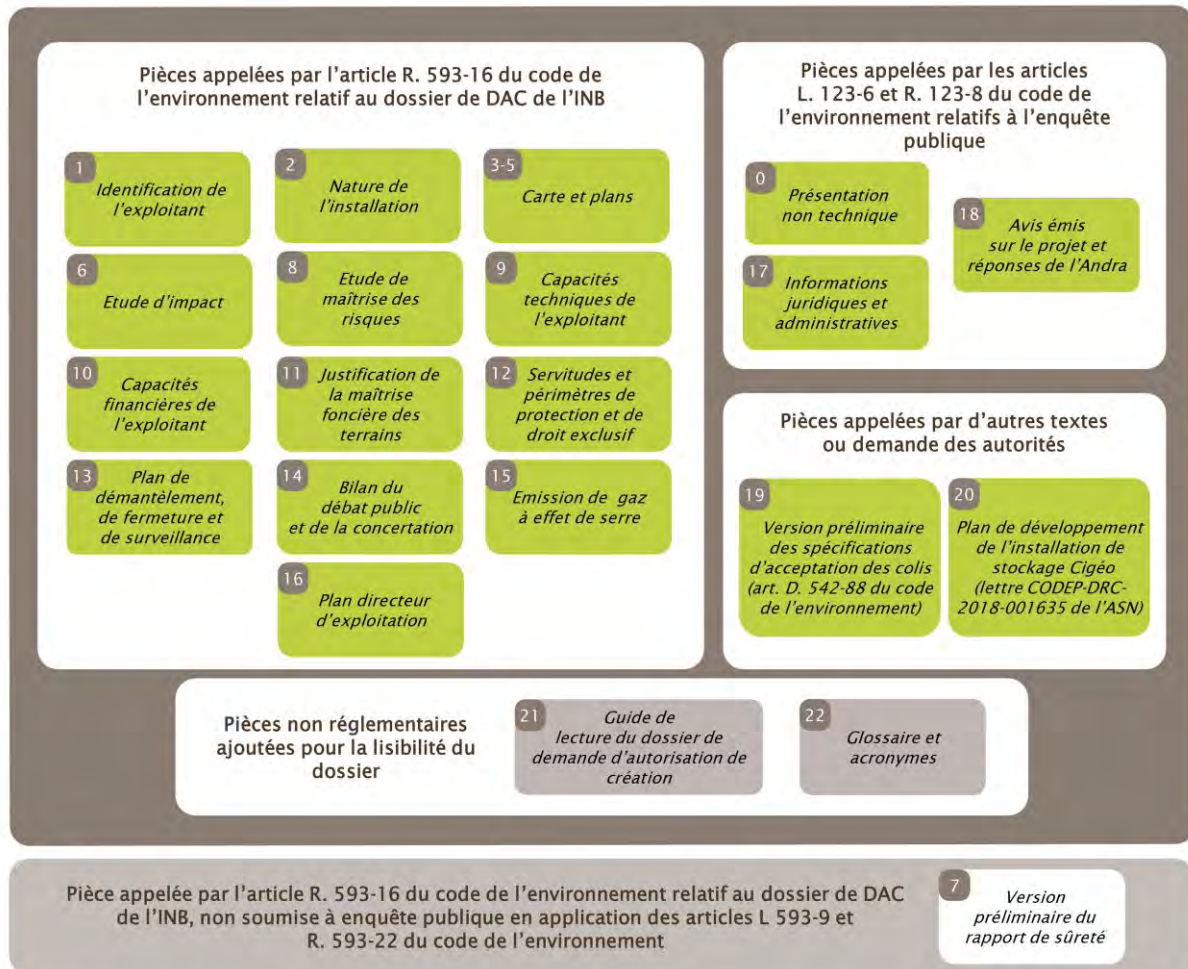 Pièces appelées par l'article R. 593-16 du code de
l'environnement relatif au dossier de DAC de l'INB
1
Identification de
l'exploitant
2
Nature de
l'installation
3-5
Carte et plans
6
Etude d'impact
8
Etude de
maîtrise des
risques
9
Capacités
techniques de
l'exploitant
10
Capacités
financières de
l'exploitant
11
Justification de
la maîtrise
foncière des
terrains
12
Servitudes et
périmètres de
protection et de
droit exclusif
13
Plan de
démantèlement,
de fermeture et
de surveillance
14
Bilan du
débat public
et de la concertation
15
Emission de gaz
à effet de serre
16
Plan directeur
d'exploitation
Pièces appelées par les articles
L. 123-6 et R. 123-8 du code de
l'environnement relatifs à l'enquête
publique
0
Présentation
non technique
17
Informations
juridiques et
administratives
18
Avis émis
sur le projet et
réponses de l'Andra
Pièces appelées par d'autres textes
ou demande des autorités
19
Version préliminaire
des spécifications
d'acceptation des colis
(art. D. 542-88 du code
de l'environnement)
20
Plan de développement
de l'installation de
stockage Cigéo
(lettre CODEP-DRC-
2018-001635 de l'ASN)
Pièces non réglementaires
ajoutées pour la lisibilité du
dossier
21
Guide de
lecture du dossier de
demande d'autorisation de
création
22
Glossaire et
acronymes
Pièce appelée par l'article R. 593-16 du code de l'environnement relatif au dossier de DAC
de l'INB, non soumise à enquête publique en application des articles L 593-9 et
R. 593-22 du code de l'environnement
7
Version
préliminaire du
rapport de sûreté